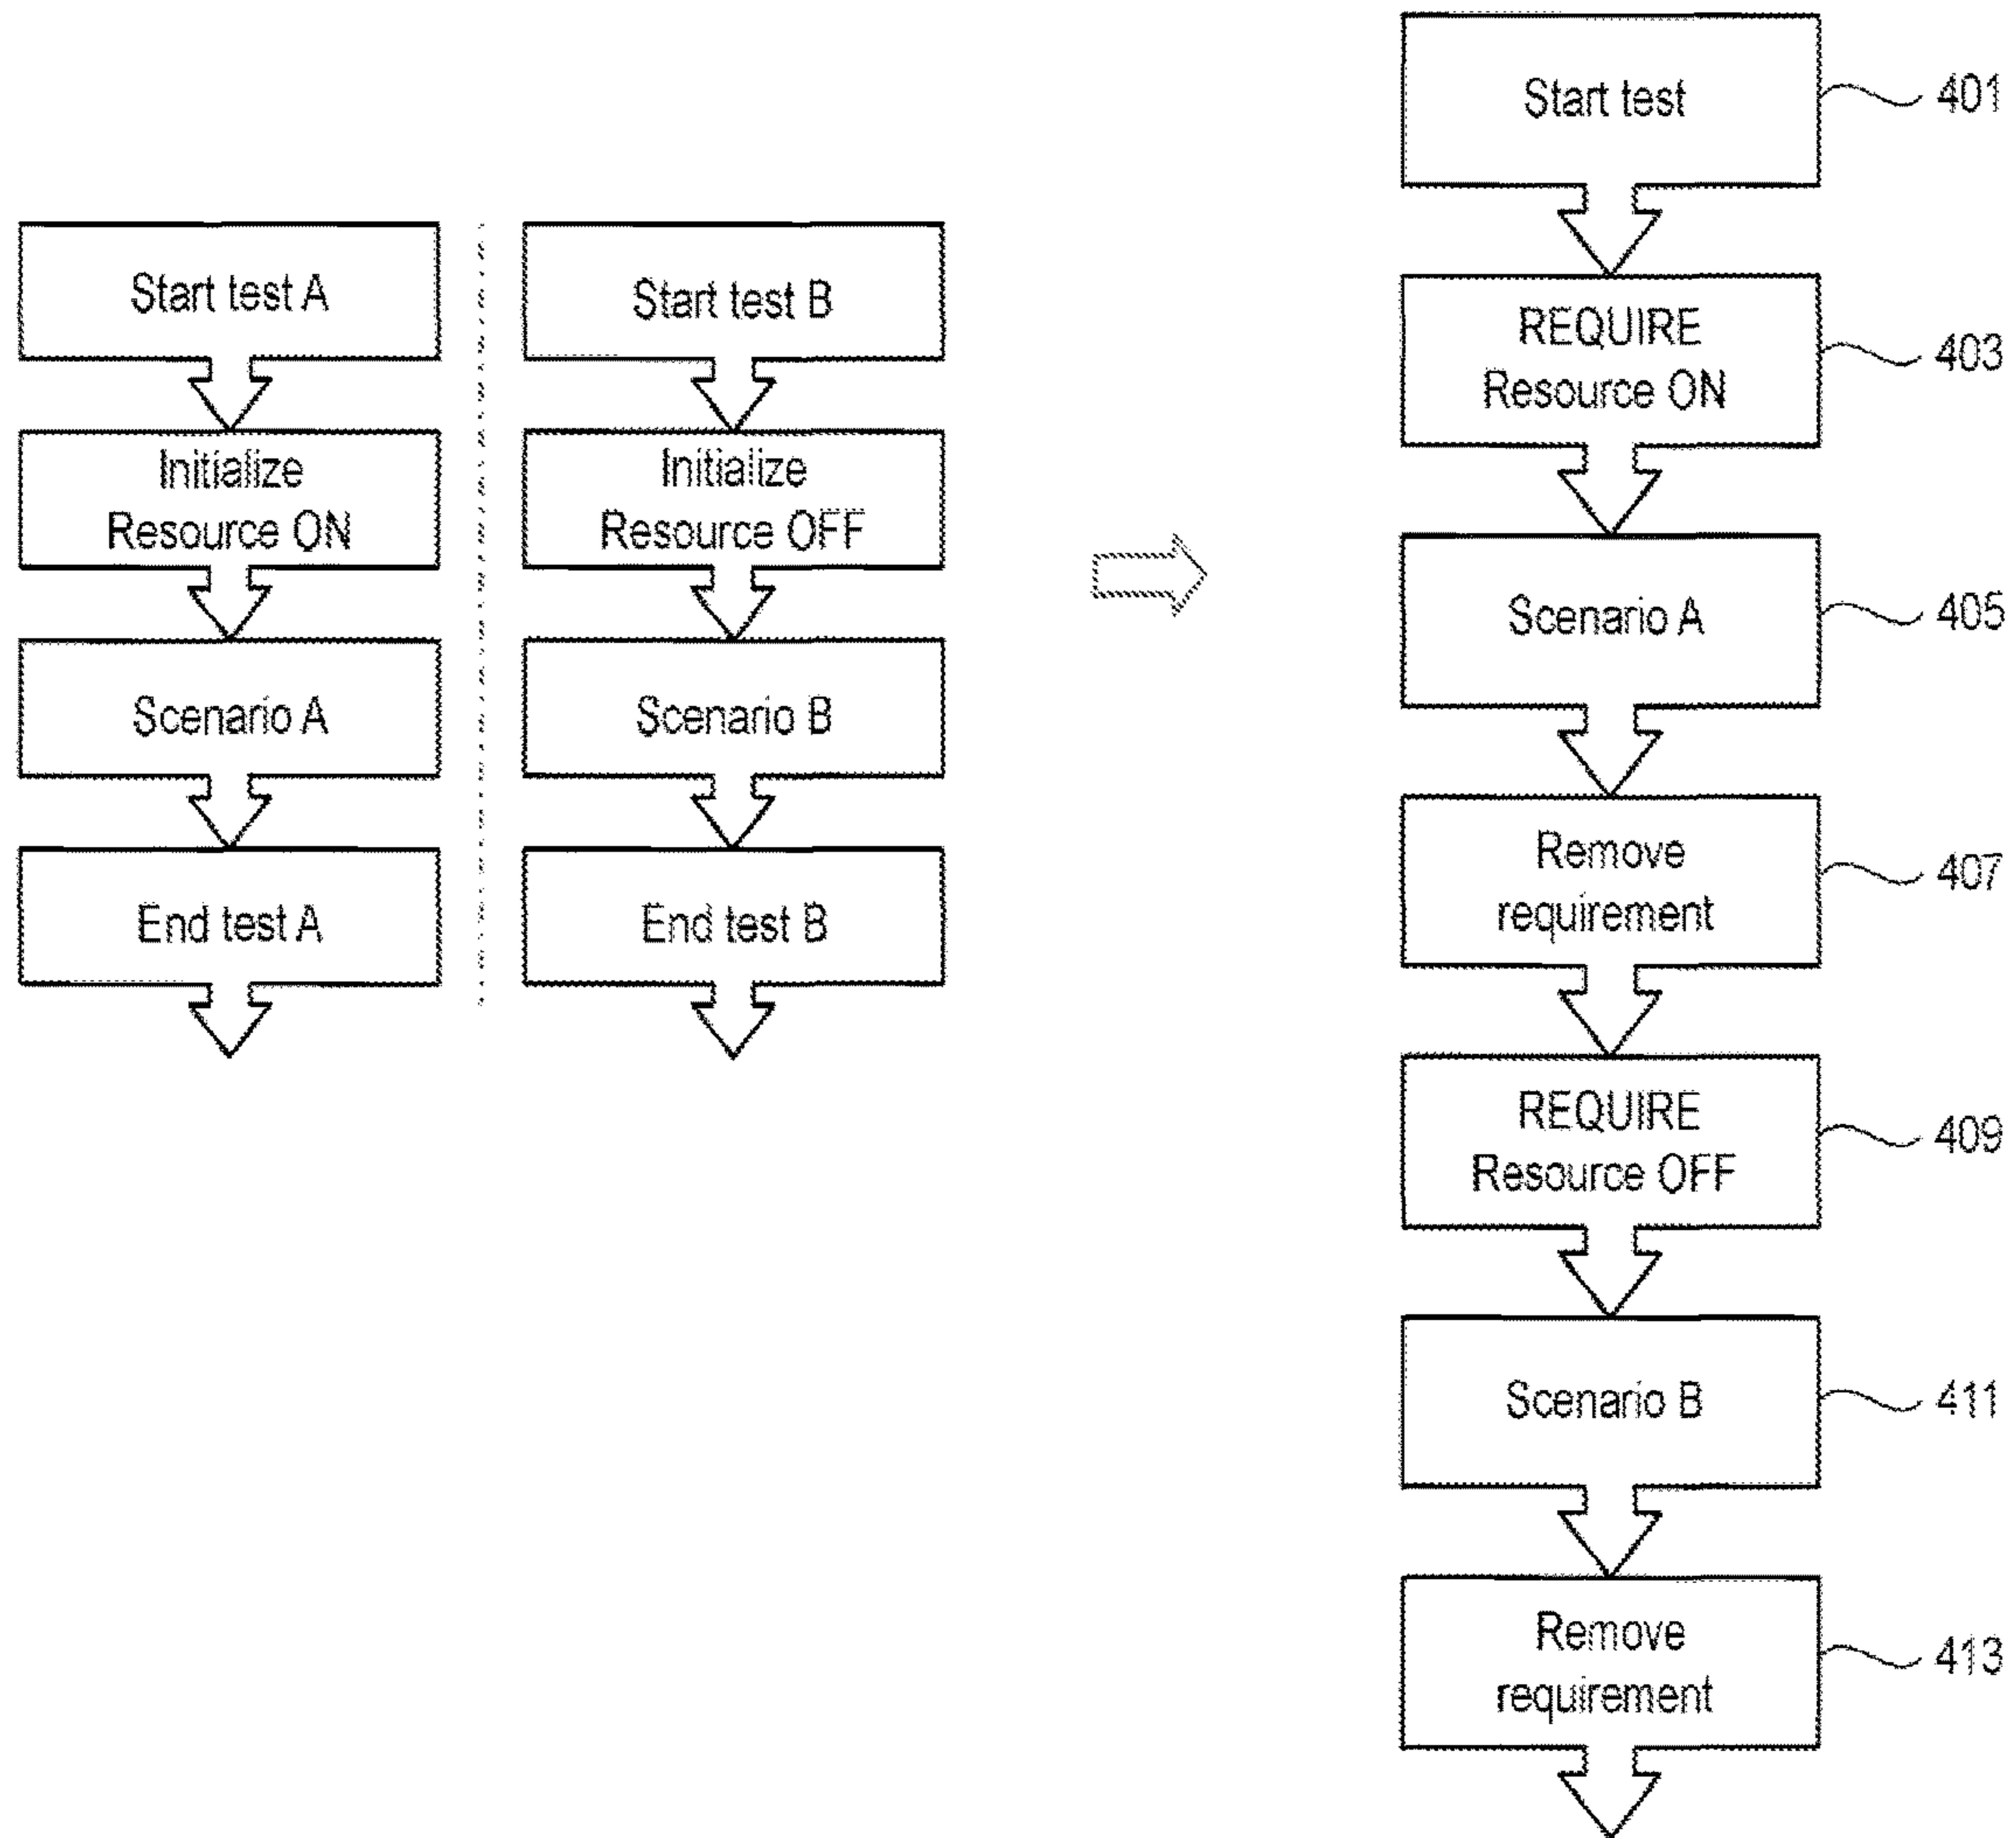 Start test A
Initialize
Resource ON
Scenario A
End test A
Start test B
Initialize
Resource OFF
Scenario B
End test B
Start test
401
REQUIRE
Resource ON
403
Scenario A
405
Remove
requirement
407
REQUIRE
Resource OFF
409
Scenario B
411
Remove
requirement
413